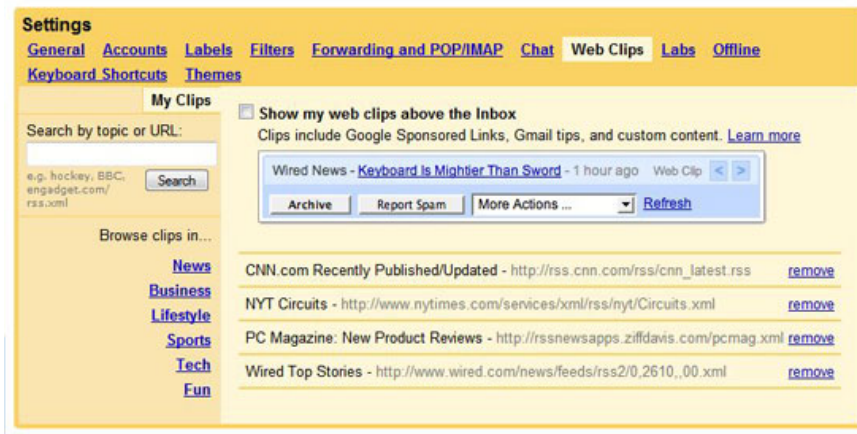 Settings
General Accounts Labels Filters Forwarding and POP/IMAP Chat Web Clips Labs Offline
Keyboard Shortcuts Themes
My Clips
Search by topic or URL:
e.g. hockey, BBC,
engadget.com/
rss.xml
Search
Browse clips in...
News
Business
Lifestyle
Sports
Tech
Fun
Show my web clips above the Inbox
Clips include Google Sponsored Links, Gmail tips, and custom content. Learn more
Wired News - Keyboard Is Mightier Than Sword - 1 hour ago Web Clip < >
Archive Report Spam More Actions ... Refresh
CNN.com Recently Published/Updated - http://rss.cnn.com/rss/cnn_latest.rss remove
NYT Circuits - http://www.nytimes.com/services/xml/rss/nyt/Circuits.xml remove
PC Magazine: New Product Reviews - http://rssnewsapps.ziffdavis.com/pcmag.xml remove
Wired Top Stories - http://www.wired.com/news/feeds/rss2/0,2610,,00.xml remove